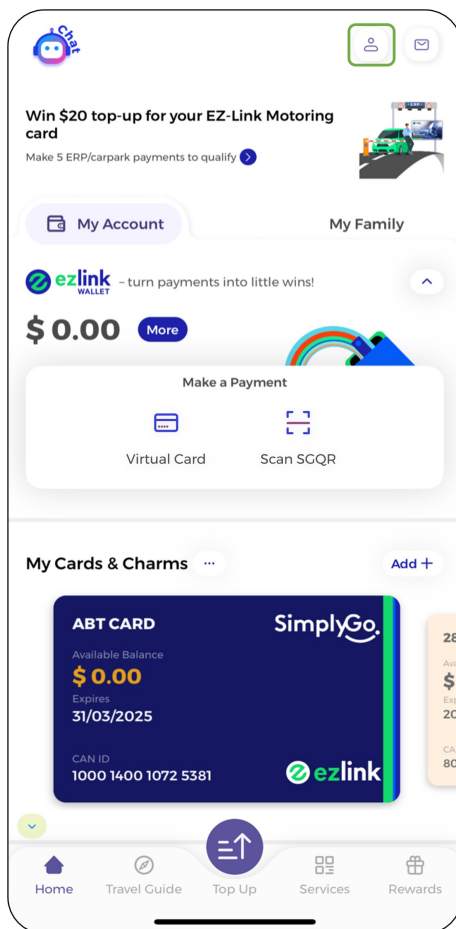 Chat
Win $20 top-up for your EZ-Link Motoring
card
Make 5 ERP/carpark payments to qualify
My Account
My Family
ezlink
WALLET
– turn payments into little wins!
$ 0.00
More
Make a Payment
Virtual Card
Scan SGQR
My Cards & Charms
...
Add +
ABT CARD
SimplyGo.
Available Balance
$ 0.00
Expires
31/03/2025
CAN ID
1000 1400 1072 5381
ezlink
28
$
20
80
Home
Travel Guide
Top Up
Services
Rewards